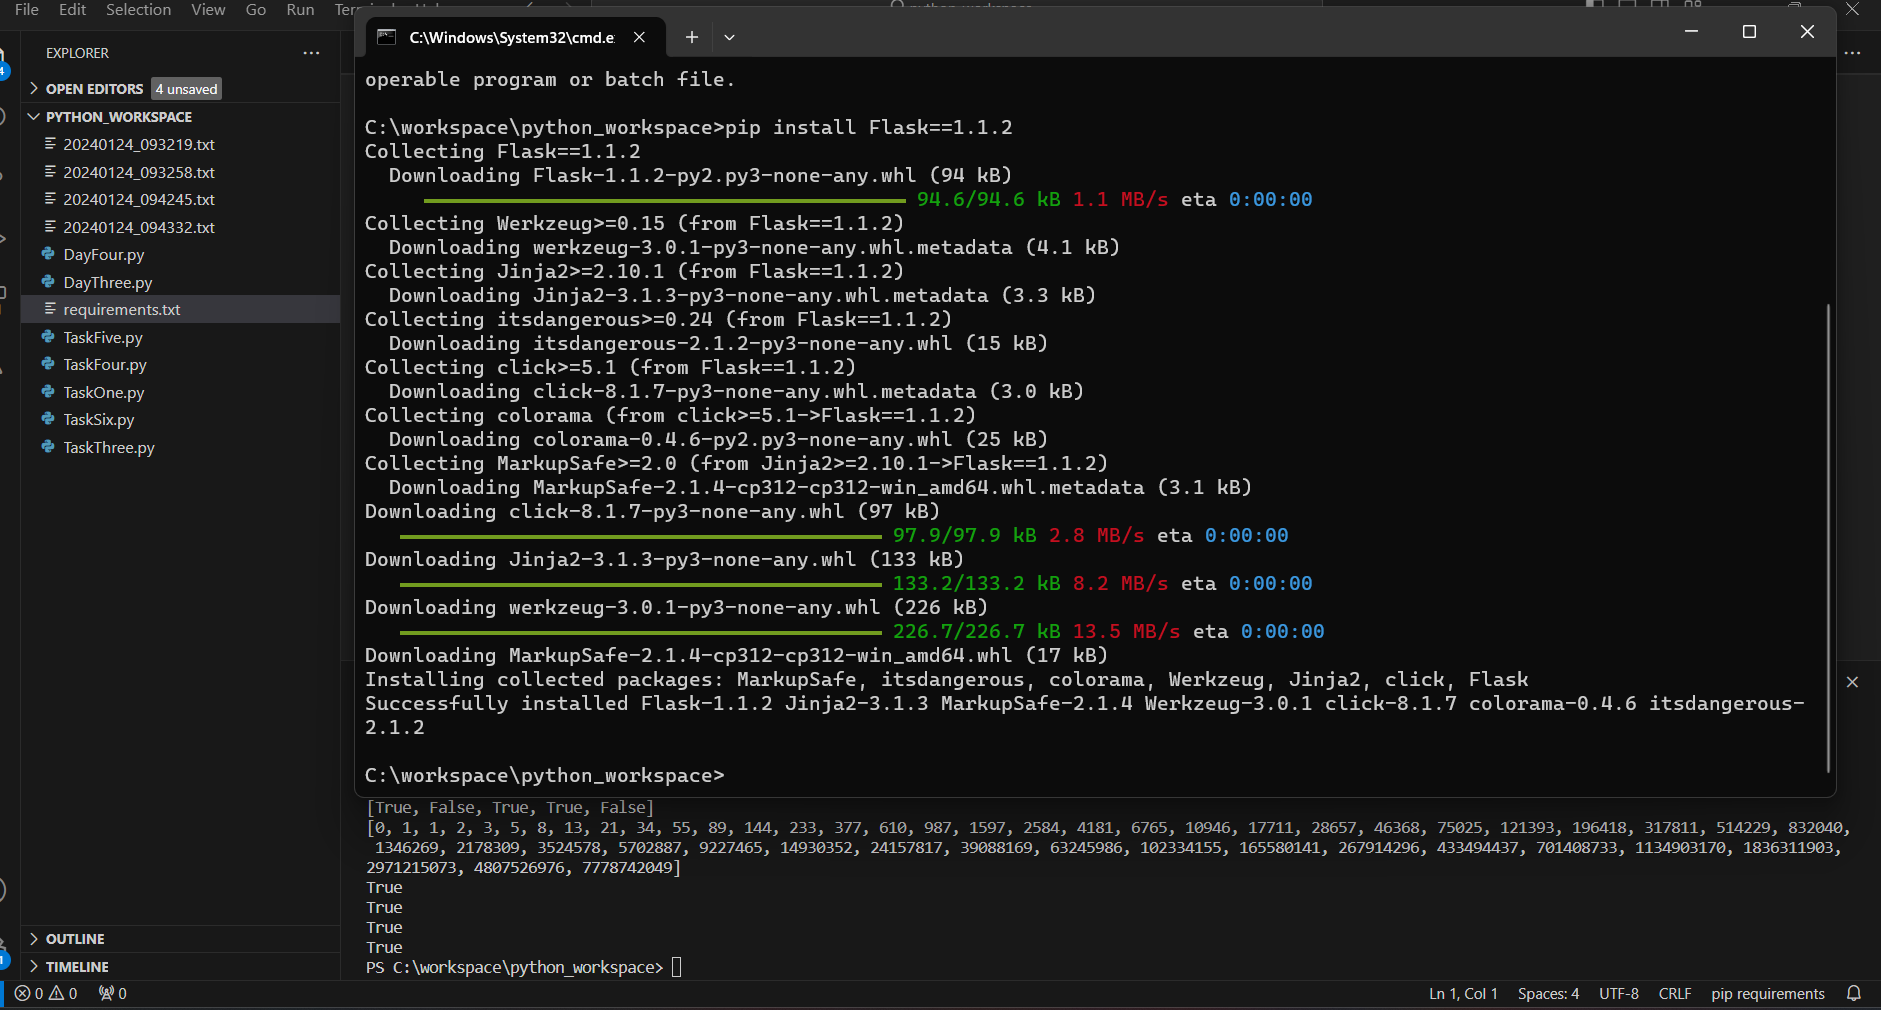 File Edit Selection View Go Run
C:\Windows\System32\cmd.e
EXPLORER
OPEN EDITORS 4 unsaved
PYTHON_WORKSPACE
20240124_093219.txt
20240124_093258.txt
20240124_094245.txt
20240124_094332.txt
DayFour.py
DayThree.py
requirements.txt
TaskFive.py
TaskFour.py
TaskOne.py
TaskSix.py
TaskThree.py
OUTLINE
TIMELINE
operable program or batch file.
C:\workspace\python_workspace>pip install Flask==1.1.2
Collecting Flask==1.1.2
Downloading Flask-1.1.2-py2.py3-none-any.whl (94 kB)
94.6/94.6 kB 1.1 MB/s eta 0:00:00
Collecting Werkzeug>=0.15 (from Flask==1.1.2)
Downloading werkzeug-3.0.1-py3-none-any.whl.metadata (4.1 kB)
Collecting Jinja2>=2.10.1 (from Flask==1.1.2)
Downloading Jinja2-3.1.3-py3-none-any.whl.metadata (3.3 kB)
Collecting itsdangerous>=0.24 (from Flask==1.1.2)
Downloading itsdangerous-2.1.2-py3-none-any.whl (15 kB)
Collecting click>=5.1 (from Flask==1.1.2)
Downloading click-8.1.7-py3-none-any.whl.metadata (3.0 kB)
Collecting colorama (from click>=5.1->Flask==1.1.2)
Downloading colorama-0.4.6-py2.py3-none-any.whl (25 kB)
Collecting MarkupSafe>=2.0 (from Jinja2>=2.10.1->Flask==1.1.2)
Downloading MarkupSafe-2.1.4-cp312-cp312-win_amd64.whl.metadata (3.1 kB)
Downloading click-8.1.7-py3-none-any.whl (97 kB)
97.9/97.9 kB 2.8 MB/s eta 0:00:00
Downloading Jinja2-3.1.3-py3-none-any.whl (133 kB)
133.2/133.2 kB 8.2 MB/s eta 0:00:00
Downloading werkzeug-3.0.1-py3-none-any.whl (226 kB)
226.7/226.7 kB 13.5 MB/s eta 0:00:00
Downloading MarkupSafe-2.1.4-cp312-cp312-win_amd64.whl (17 kB)
Installing collected packages: MarkupSafe, itsdangerous, colorama, Werkzeug, Jinja2, click, Flask
Successfully installed Flask-1.1.2 Jinja2-3.1.3 MarkupSafe-2.1.4 Werkzeug-3.0.1 click-8.1.7 colorama-0.4.6 itsdangerous-
2.1.2
C:\workspace\python_workspace>
[True, False, True, True, False]
[0, 1, 1, 2, 3, 5, 8, 13, 21, 34, 55, 89, 144, 233, 377, 610, 987, 1597, 2584, 4181, 6765, 10946, 17711, 28657, 46368, 75025, 121393, 196418, 317811, 514229, 832040,
1346269, 2178309, 3524578, 5702887, 9227465, 14930352, 24157817, 39088169, 63245986, 102334155, 165580141, 267914296, 433494437, 701408733, 1134903170, 1836311903,
2971215073, 4807526976, 7778742049]
True
True
True
True
PS C:\workspace\python_workspace>
0 0 0 Ln 1, Col 1 Spaces: 4 UTF-8 CRLF pip requirements